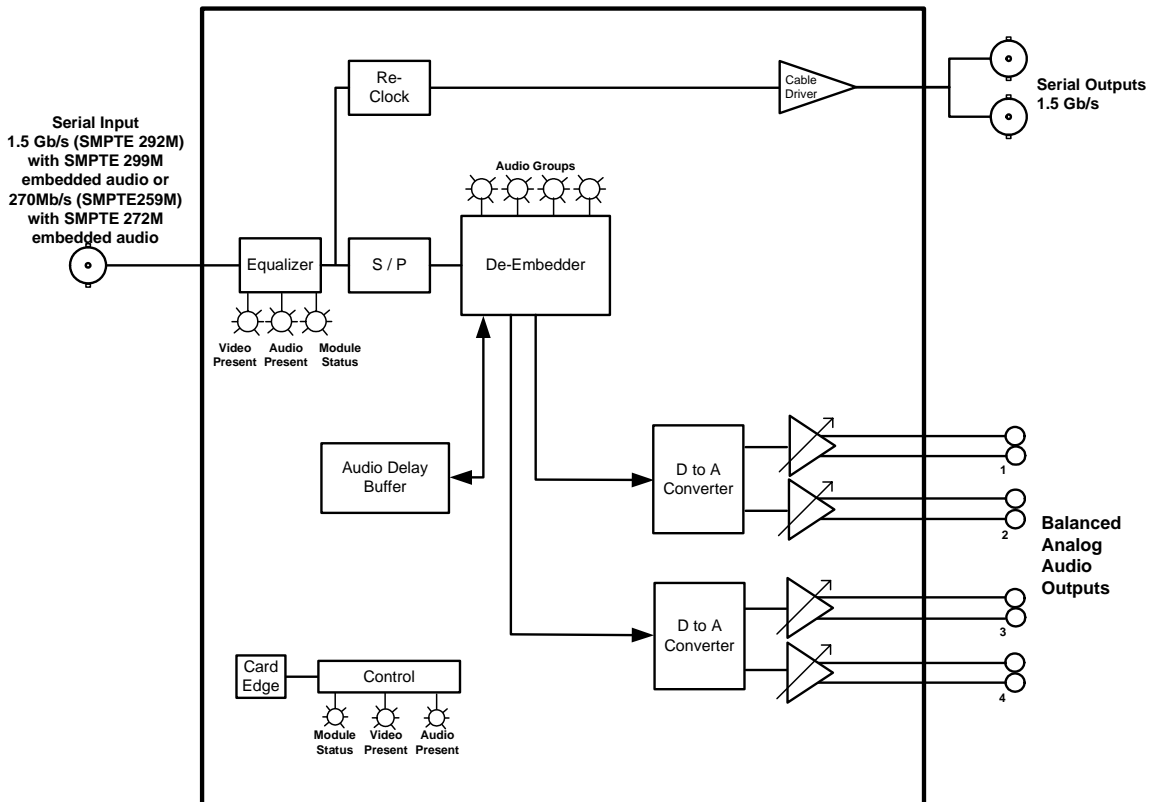 Re-
Clock
Cable
Driver
Serial Outputs
1.5 Gb/s
Serial Input
1.5 Gb/s (SMPTE 292M)
with SMPTE 299M
embedded audio or
270Mb/s (SMPTE259M)
with SMPTE 272M
embedded audio
Audio Groups
Equalizer
S / P
De-Embedder
Video
Present
Audio
Present
Module
Status
Audio Delay
Buffer
D to A
Converter
1
2
Balanced
Analog
Audio
Outputs
D to A
Converter
3
4
Card
Edge
Control
Module
Status
Video
Present
Audio
Present